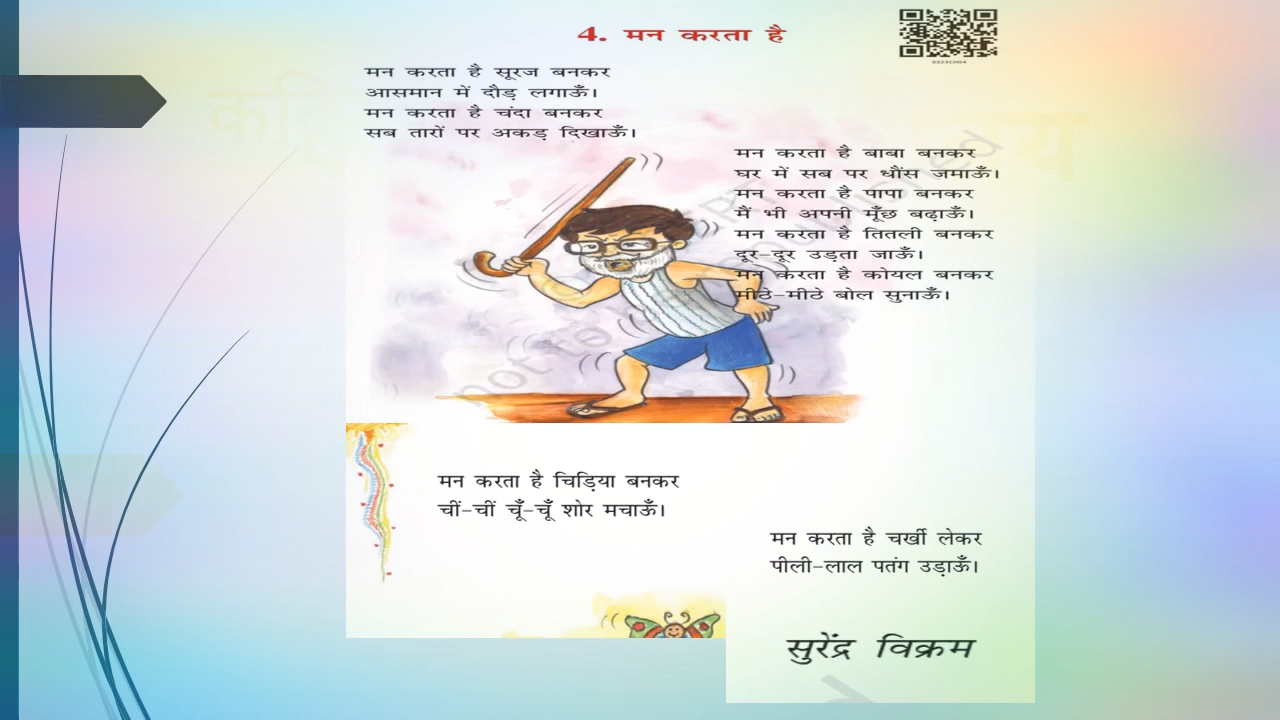 4. मन करता है
0325CH04
मन करता है सूरज बनकर
आसमान में दौड़ लगाऊँ।
मन करता है चंदा बनकर
सब तारों पर अकड़ दिखाऊँ।
मन करता है बाबा बनकर
घर में सब पर धौंस जमाऊँ।
मन करता है पापा बनकर
मैं भी अपनी मूँछ बढ़ाऊँ।
मन करता है तितली बनकर
दूर-दूर उड़ता जाऊँ।
मन करता है कोयल बनकर
मीठे-मीठे बोल सुनाऊँ।
मन करता है चिड़िया बनकर
चीं-चीं चूँ-चूँ शोर मचाऊँ।
मन करता है चर्खी लेकर
पीली-लाल पतंग उड़ाऊँ।
सुरेंद्र विक्रम